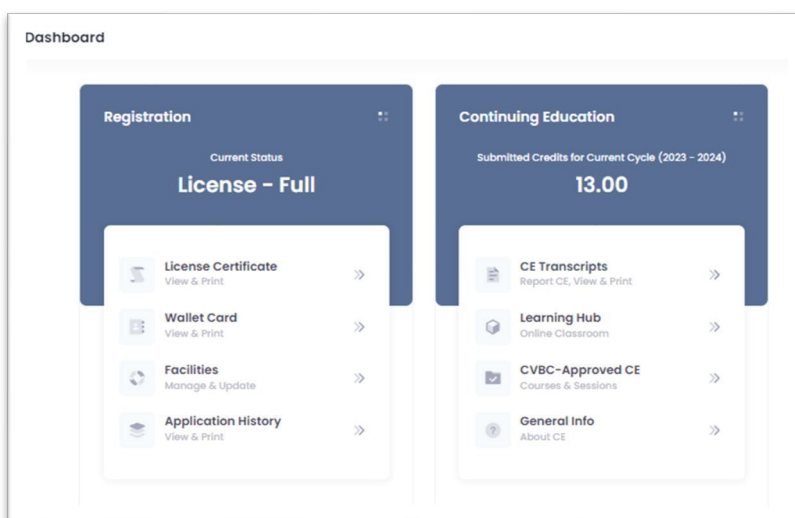 Dashboard
Registration
Current Status
License - Full
License Certificate
View & Print
Wallet Card
View & Print
Facilities
Manage & Update
Application History
View & Print
Continuing Education
Submitted Credits for Current Cycle (2023 - 2024)
13.00
CE Transcripts
Report CE, View & Print
Learning Hub
Online Classroom
CVBC-Approved CE
Courses & Sessions
General Info
About CE